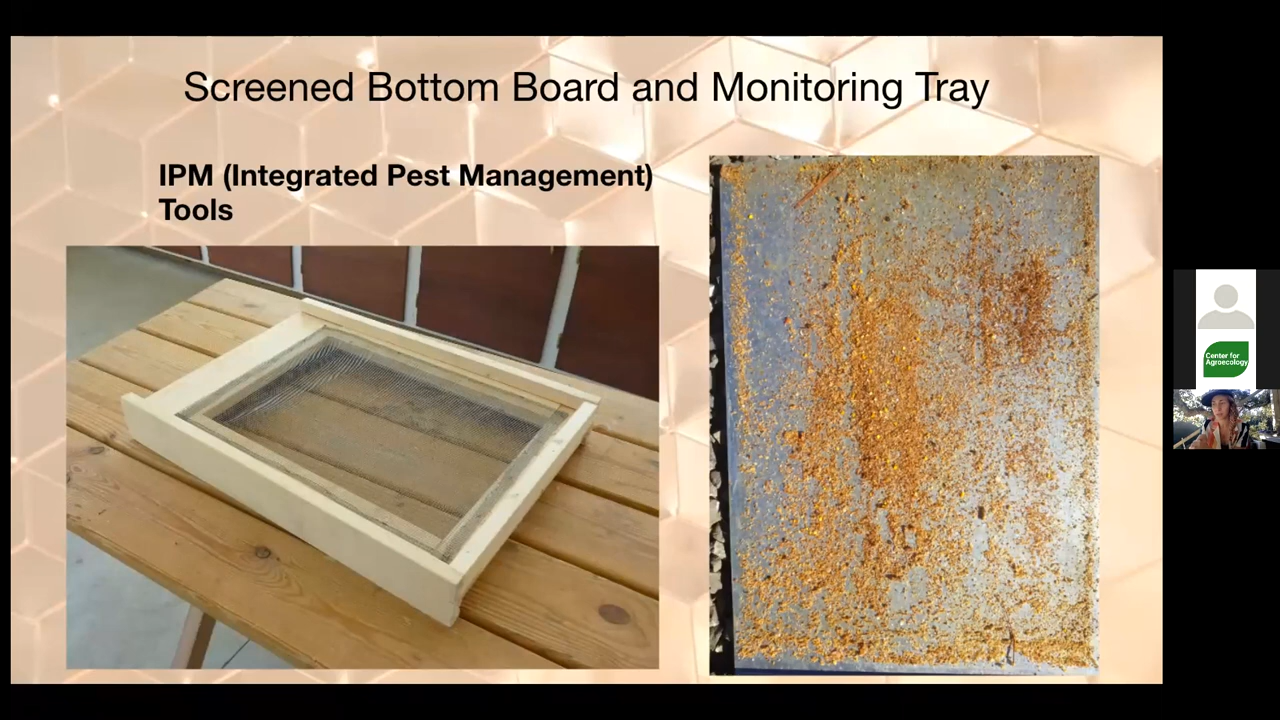 Screened Bottom Board and Monitoring Tray
IPM (Integrated Pest Management)
Tools
Center for
Agroecology